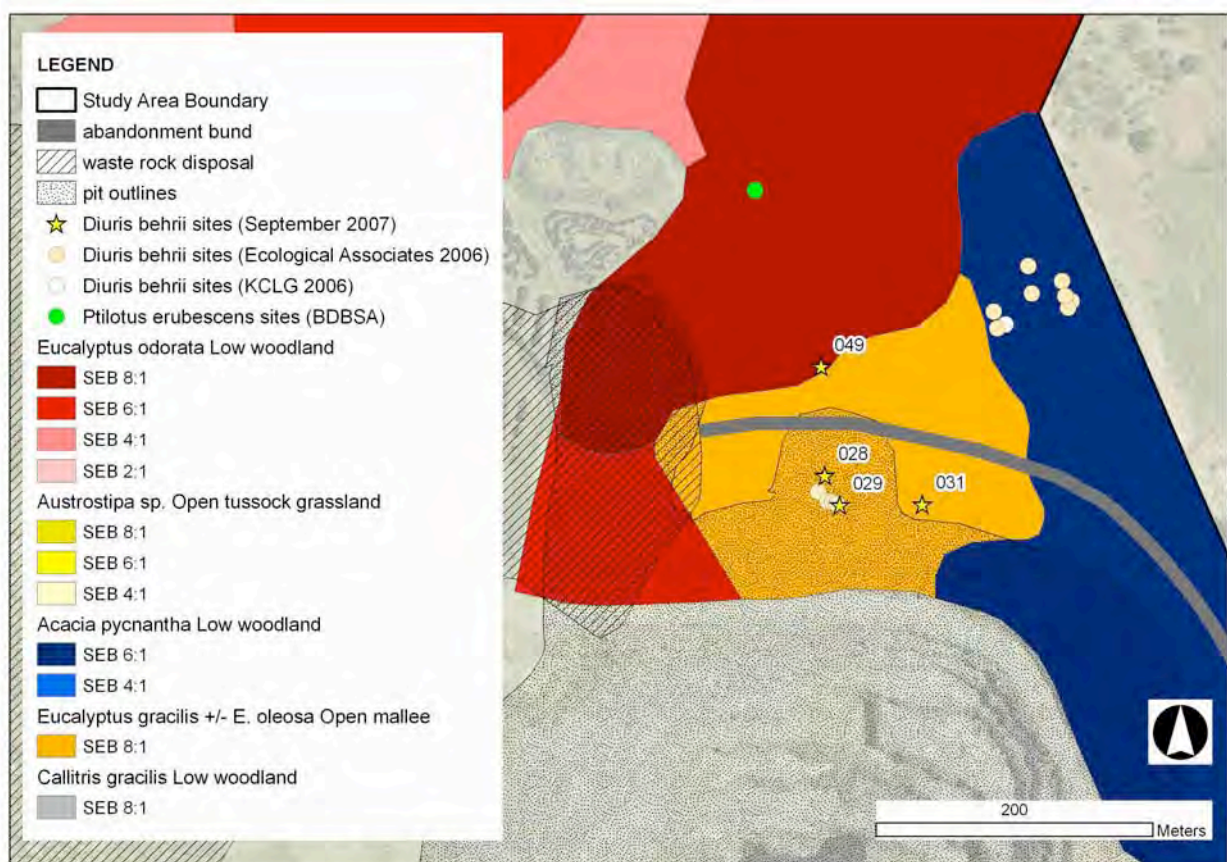 LEGEND
Study Area Boundary
abandonment bund
waste rock disposal
pit outlines
Diuris behrii sites (September 2007)
Diuris behrii sites (Ecological Associates 2006)
Diuris behrii sites (KCLG 2006)
Ptilotus erubescens sites (BDBSA)
Eucalyptus odorata Low woodland
SEB 8:1
SEB 6:1
SEB 4:1
SEB 2:1
Austrostipa sp. Open tussock grassland
SEB 8:1
SEB 6:1
SEB 4:1
Acacia pycnantha Low woodland
SEB 6:1
SEB 4:1
Eucalyptus gracilis +/- E. oleosa Open mallee
SEB 8:1
Callitris gracilis Low woodland
SEB 8:1
049
028
029
031
200
Meters